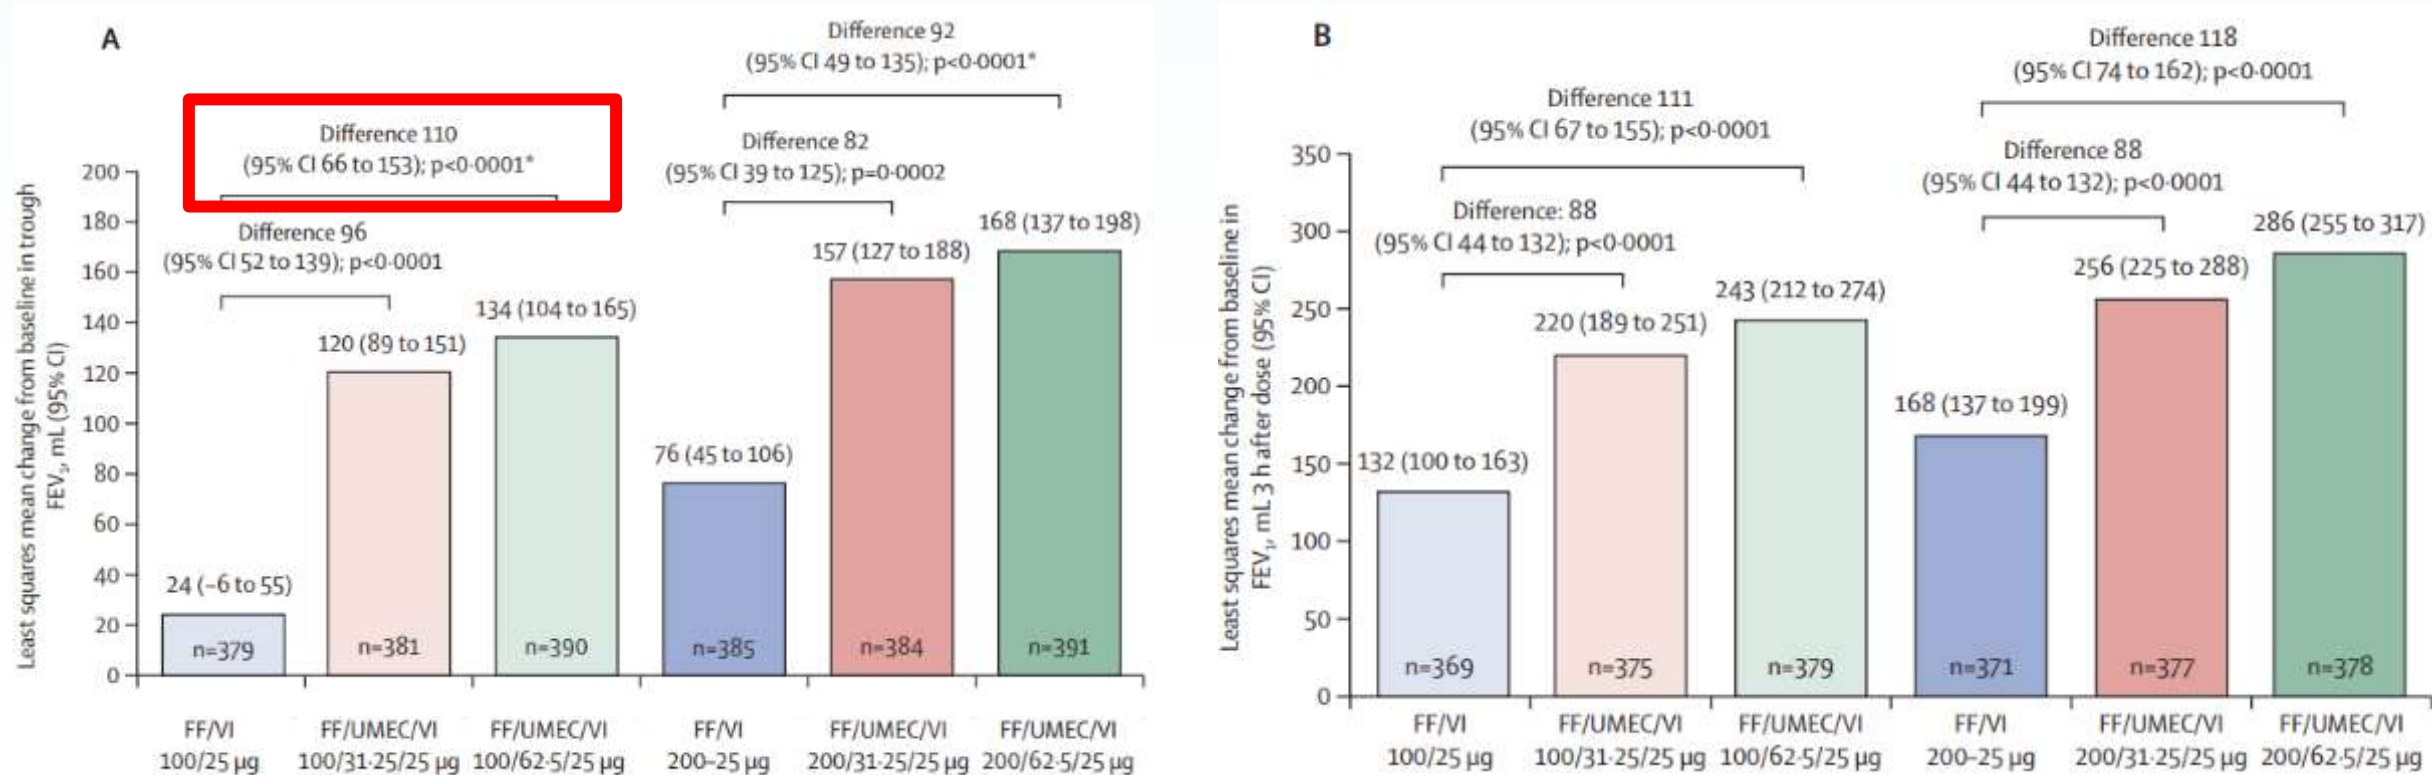 A
Difference 92
(95% CI 49 to 135); p<0·0001*
Difference 110
(95% CI 66 to 153); p<0·0001*
Difference 82
(95% CI 39 to 125); p=0·0002
Difference 96
(95% CI 52 to 139); p<0·0001
Least squares mean change from baseline in trough
FEV₁, mL (95% CI)
200
180
160
140
120
100
80
60
40
20
0
24 (–6 to 55)
120 (89 to 151)
134 (104 to 165)
76 (45 to 106)
157 (127 to 188)
168 (137 to 198)
n=379
n=381
n=390
n=385
n=384
n=391
FF/VI
100/25 µg
FF/UMEC/VI
100/31·25/25 µg
FF/UMEC/VI
100/62·5/25 µg
FF/VI
200–25 µg
FF/UMEC/VI
200/31·25/25 µg
FF/UMEC/VI
200/62·5/25 µg
B
Difference 118
(95% CI 74 to 162); p<0·0001
Difference 111
(95% CI 67 to 155); p<0·0001
Difference 88
(95% CI 44 to 132); p<0·0001
Difference: 88
(95% CI 44 to 132); p<0·0001
Least squares mean change from baseline in
FEV₁, mL 3 h after dose (95% CI)
350
300
250
200
150
100
50
0
132 (100 to 163)
220 (189 to 251)
243 (212 to 274)
168 (137 to 199)
256 (225 to 288)
286 (255 to 317)
n=369
n=375
n=379
n=371
n=377
n=378
FF/VI
100/25 µg
FF/UMEC/VI
100/31·25/25 µg
FF/UMEC/VI
100/62·5/25 µg
FF/VI
200–25 µg
FF/UMEC/VI
200/31·25/25 µg
FF/UMEC/VI
200/62·5/25 µg